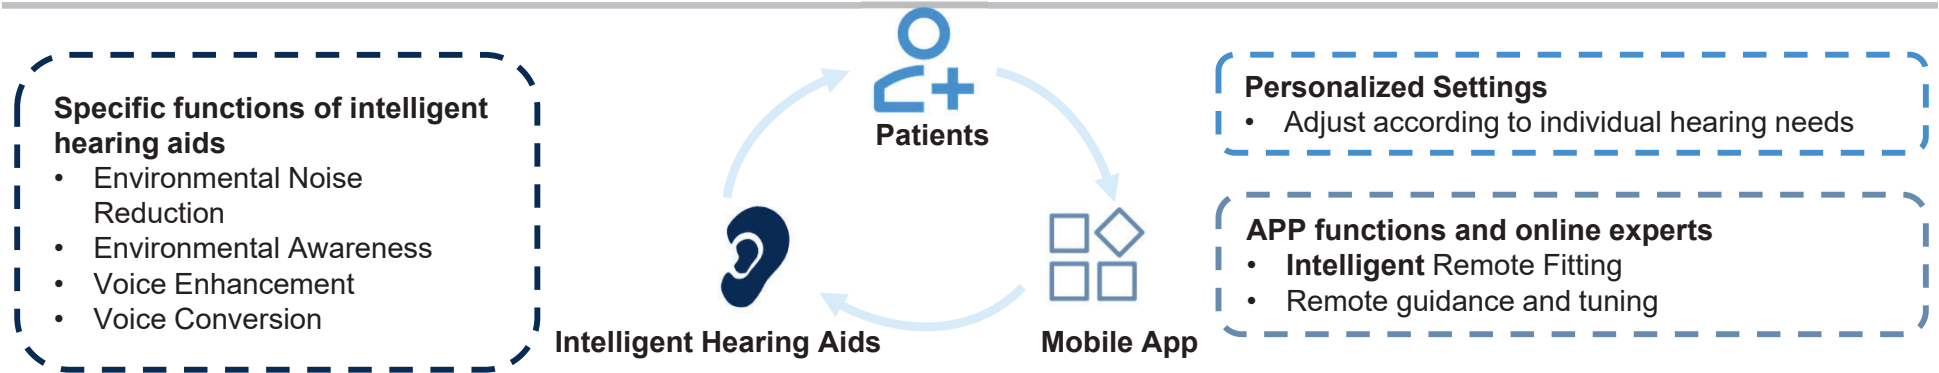 Specific functions of intelligent
hearing aids
• Environmental Noise
Reduction
• Environmental Awareness
• Voice Enhancement
• Voice Conversion
Patients
Intelligent Hearing Aids
Mobile App
Personalized Settings
• Adjust according to individual hearing needs
APP functions and online experts
• Intelligent Remote Fitting
• Remote guidance and tuning